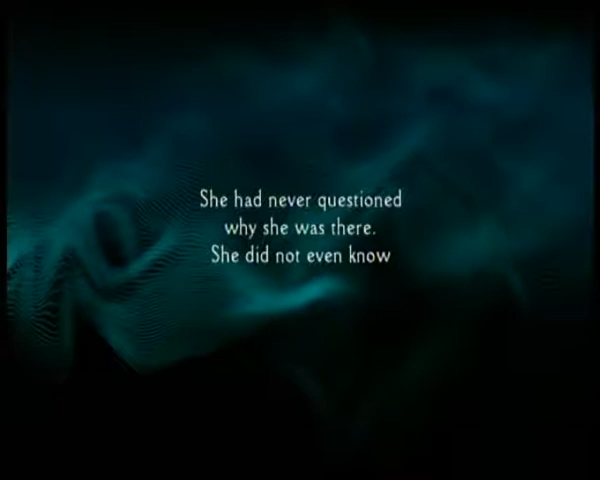 She had never questioned
why she was there.
She did not even know